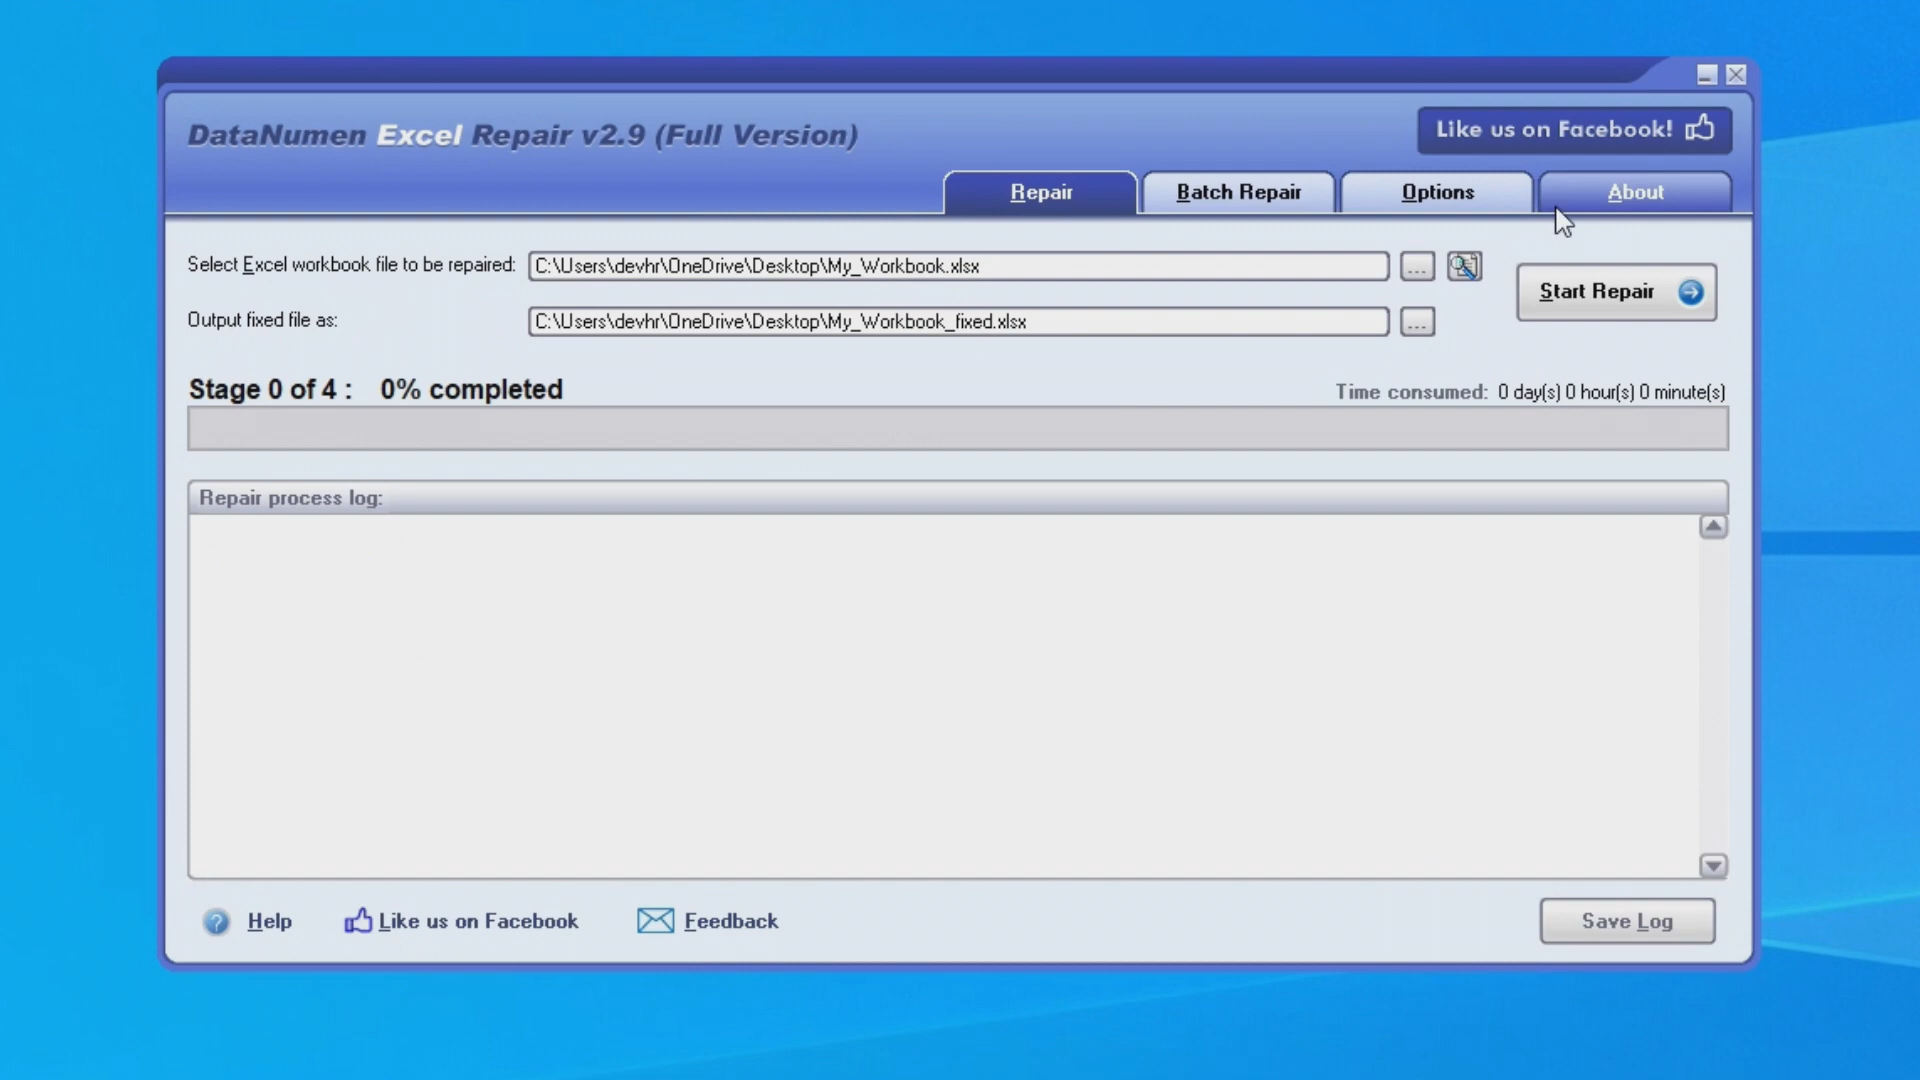 DataNumen Excel Repair v2.9 (Full Version)
Like us on Facebook!
Repair
Batch Repair
Options
About
Select Excel workbook file to be repaired:
C:\Users\devhr\OneDrive\Desktop\My_Workbook.xlsx
...
Start Repair
Output fixed file as:
C:\Users\devhr\OneDrive\Desktop\My_Workbook_fixed.xlsx
...
Stage 0 of 4 : 0% completed
Time consumed: 0 day(s) 0 hour(s) 0 minute(s)
Repair process log:
Help
Like us on Facebook
Feedback
Save Log